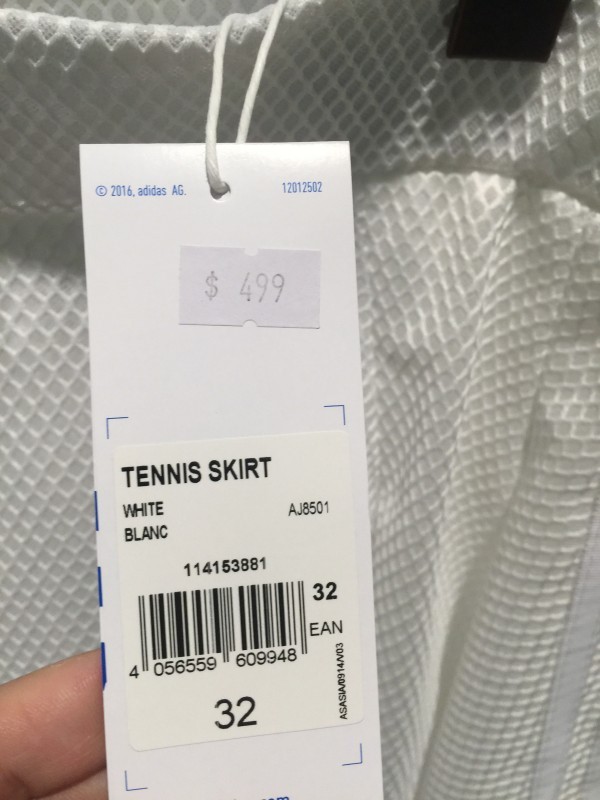 © 2016, adidas AG.
12012502
$ 499
TENNIS SKIRT
WHITE
AJ8501
BLANC
114153881
32
EAN
4 056559 609948
32
ASASIA/0914/V03